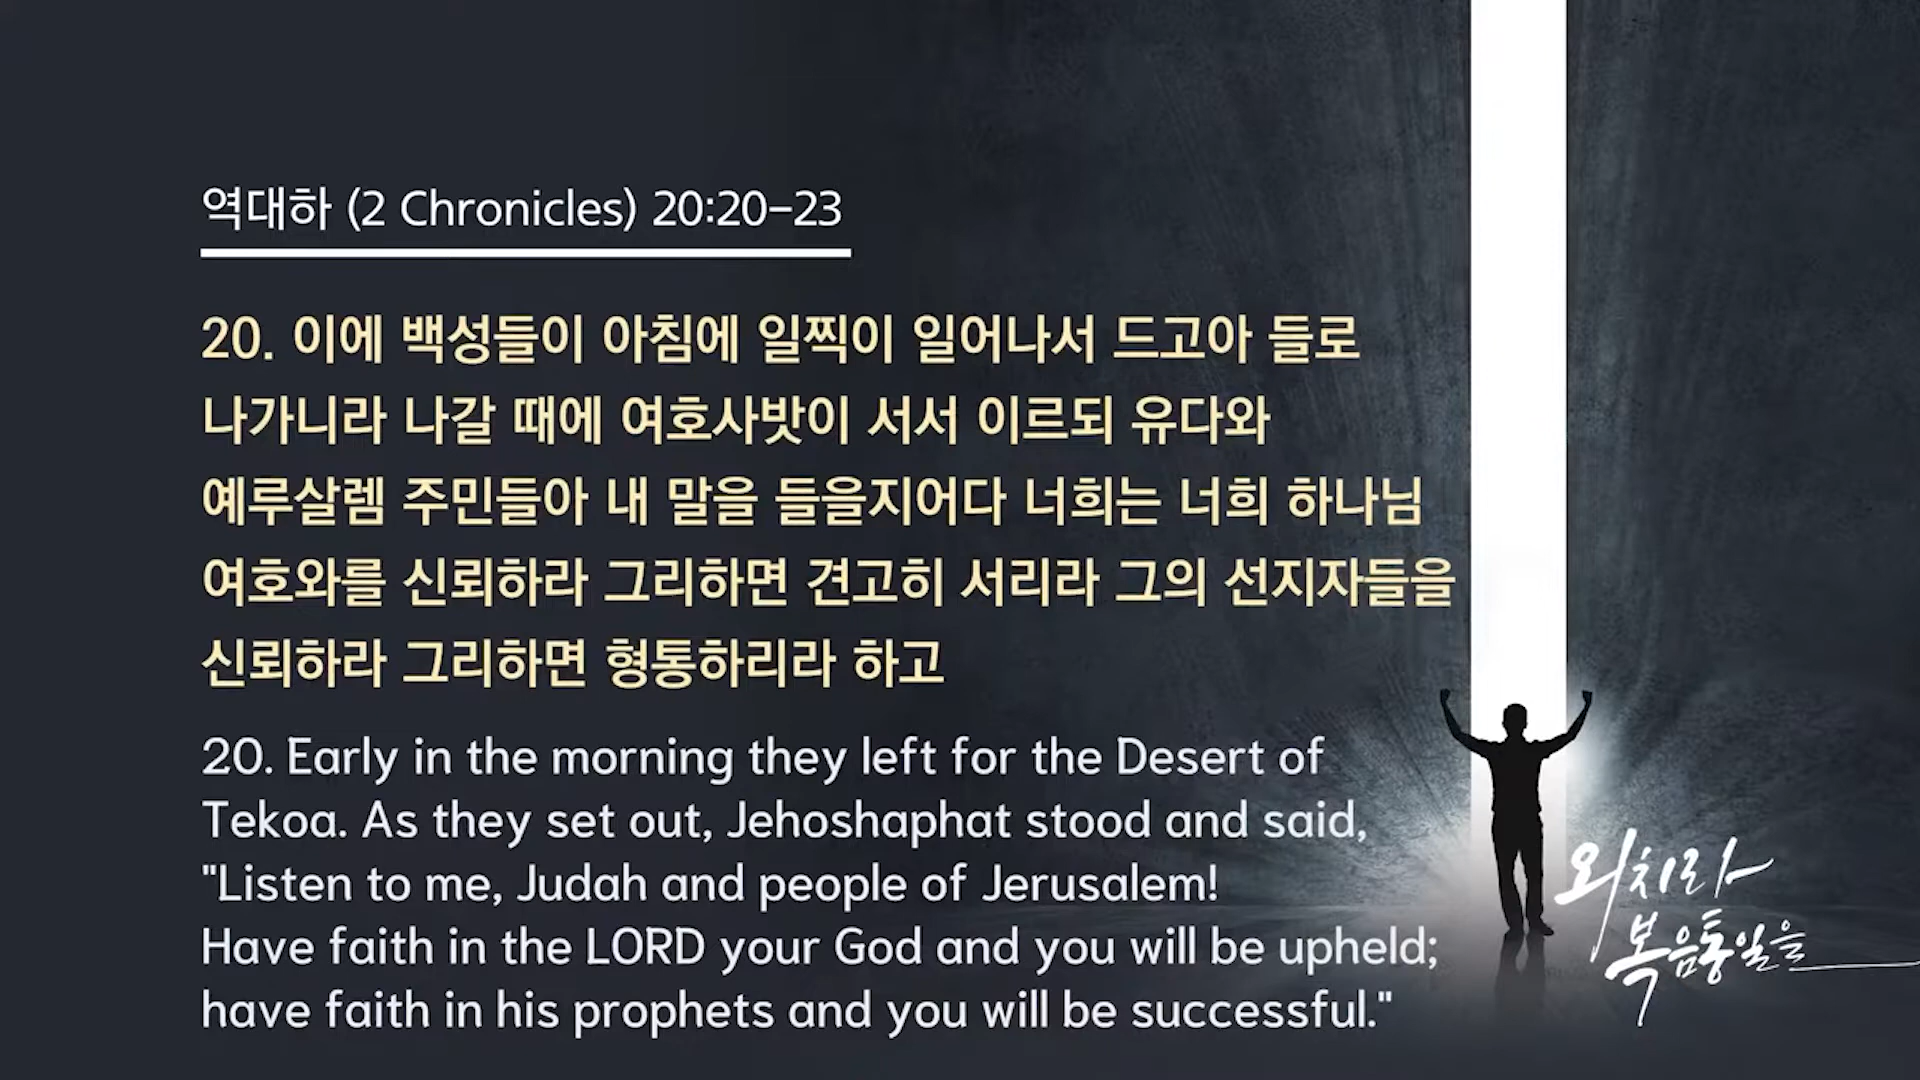 역대하 (2 Chronicles) 20:20-23
20. 이에 백성들이 아침에 일찍이 일어나서 드고아 들로
나가니라 나갈 때에 여호사밧이 서서 이르되 유다와
예루살렘 주민들아 내 말을 들을지어다 너희는 너희 하나님
여호와를 신뢰하라 그리하면 견고히 서리라 그의 선지자들을
신뢰하라 그리하면 형통하리라 하고
20. Early in the morning they left for the Desert of
Tekoa. As they set out, Jehoshaphat stood and said,
"Listen to me, Judah and people of Jerusalem!
Have faith in the LORD your God and you will be upheld;
have faith in his prophets and you will be successful."
외치라
복음통일을